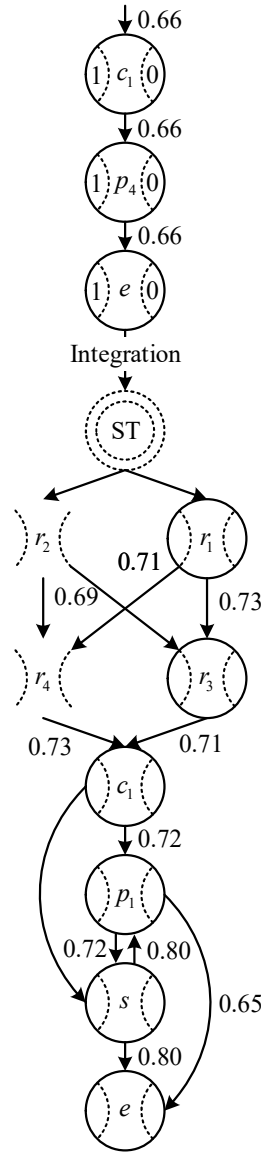 0.66
1 c₁ 0
0.66
1 p₄ 0
0.66
1 e 0
Integration
ST
r₂ r₁
0.71
0.69 0.73
r₄ r₃
0.73 0.71
c₁
0.72
p₁
0.72 0.80
s 0.65
0.80
e